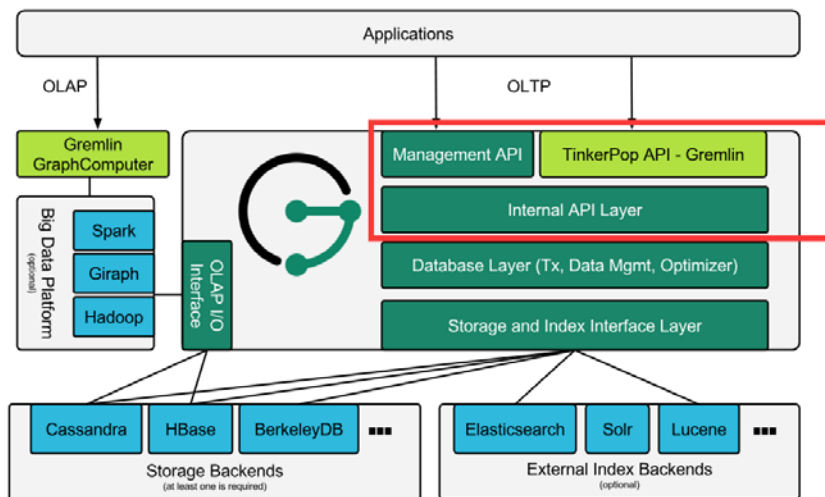 Applications
OLAP
OLTP
Gremlin
GraphComputer
Management API
TinkerPop API - Gremlin
Big Data Platform
(optional)
Spark
Giraph
Hadoop
OLAP I/O
Interface
Internal API Layer
Database Layer (Tx, Data Mgmt, Optimizer)
Storage and Index Interface Layer
Cassandra
HBase
BerkeleyDB
Storage Backends
(at least one is required)
Elasticsearch
Solr
Lucene
External Index Backends
(optional)